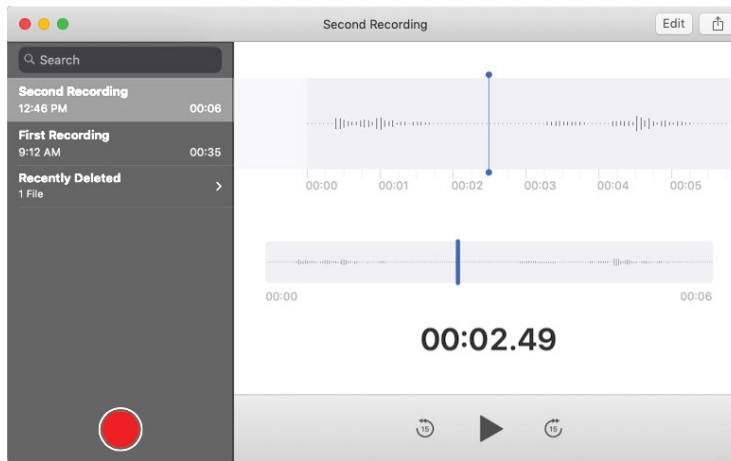 Second Recording
Edit
Search
Second Recording
12:46 PM 00:06
First Recording
9:12 AM 00:35
Recently Deleted
1 File
00:00 00:01 00:02 00:03 00:04 00:05
00:00 00:06
00:02.49
15 15